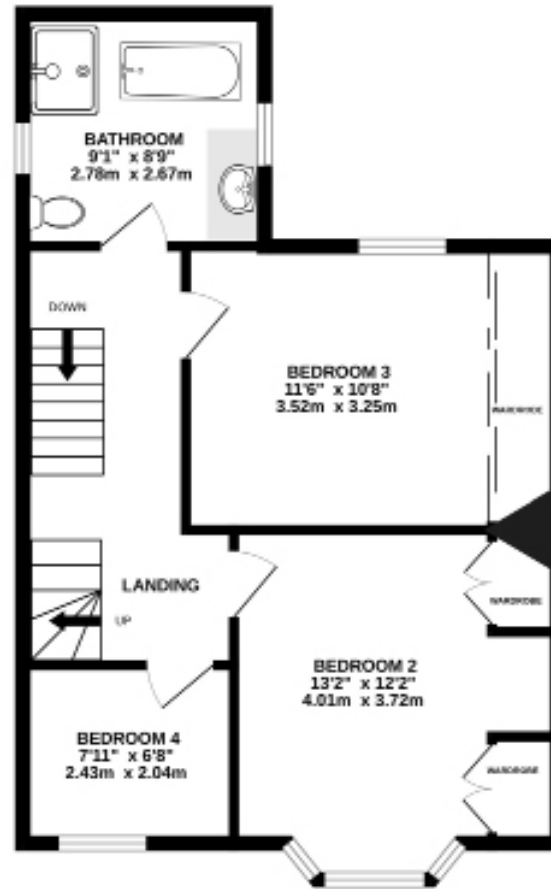 BATHROOM
9'1" x 8'9"
2.78m x 2.67m
DOWN
BEDROOM 3
11'6" x 10'8"
3.52m x 3.25m
WARDROBE
LANDING
UP
WARDROBE
BEDROOM 2
13'2" x 12'2"
4.01m x 3.72m
BEDROOM 4
7'11" x 6'8"
2.43m x 2.04m
WARDROBE